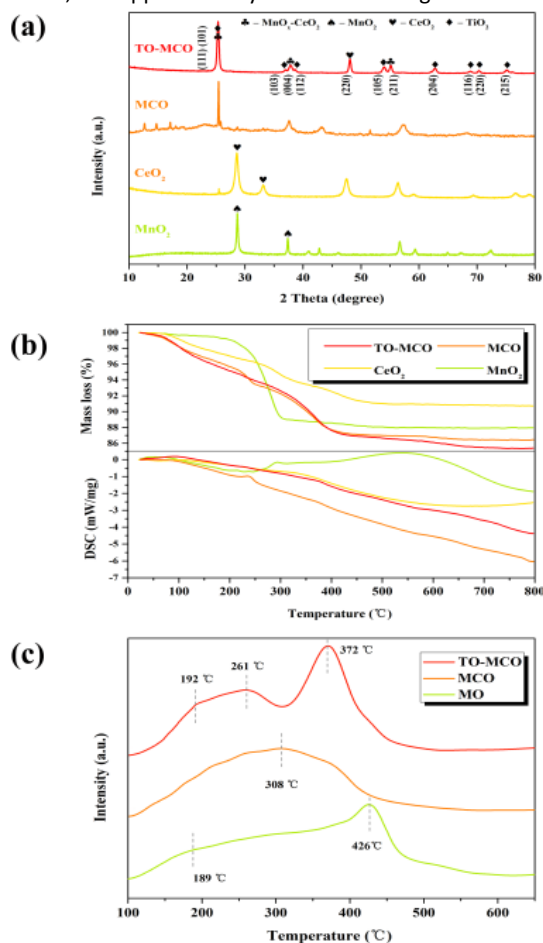 (a)
♣ – MnOₓ-CeO₂ ♠ – MnO₂ ♥ – CeO₂ ♦ – TiO₂
TO-MCO
(111) (101)
(103)
(004)
(112)
(220)
(105)
(211)
(204)
(116)
(220)
(215)
MCO
CeO₂
MnO₂
Intensity (a.u.)
10 20 30 40 50 60 70 80
2 Theta (degree)
(b)
TO-MCO MCO
CeO₂ MnO₂
Mass loss (%)
100
98
96
94
92
90
88
86
DSC (mW/mg)
0
-1
-2
-3
-4
-5
-6
-7
0 100 200 300 400 500 600 700 800
Temperature (℃)
(c)
372 ℃
TO-MCO
MCO
MO
192 ℃
261 ℃
308 ℃
426℃
189 ℃
Intensity (a.u.)
100 200 300 400 500 600
Temperature (℃)